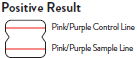 Positive Result
Pink/Purple Control Line
Pink/Purple Sample Line